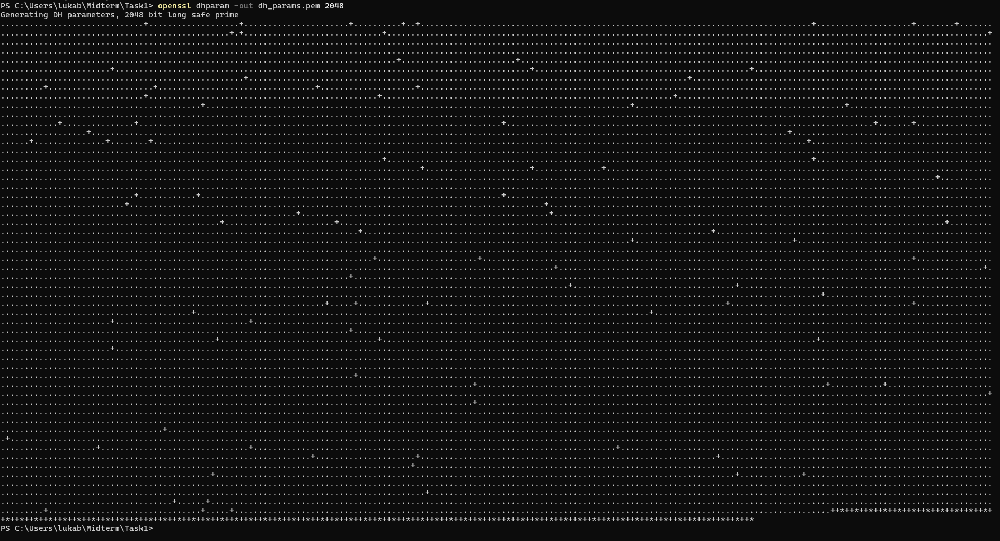 PS C:\Users\lukab\Midterm\Task1> openssl dhparam -out dh_params.pem 2048
Generating DH parameters, 2048 bit long safe prime
PS C:\Users\lukab\Midterm\Task1>